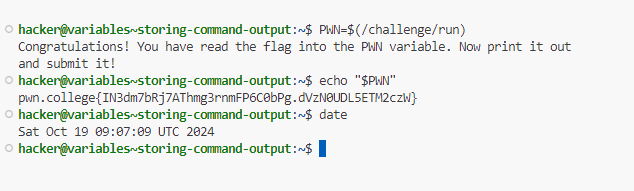 hacker@variables~storing-command-output:~$ PWN=$(/challenge/run)
Congratulations! You have read the flag into the PWN variable. Now print it out
and submit it!
hacker@variables~storing-command-output:~$ echo "$PWN"
pwn.college{IN3dm7bRj7AThmg3rnmFP6C0bPg.dVzN0UDL5ETM2czW}
hacker@variables~storing-command-output:~$ date
Sat Oct 19 09:07:09 UTC 2024
hacker@variables~storing-command-output:~$